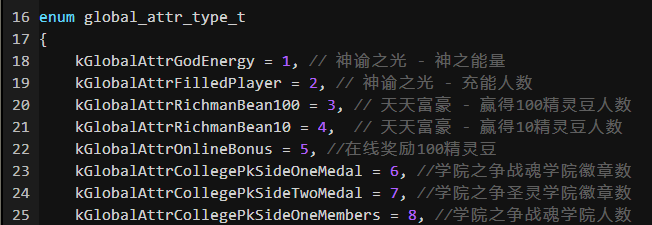 16 enum global_attr_type_t
17 {
18 kGlobalAttrGodEnergy = 1, // 神谕之光 - 神之能量
19 kGlobalAttrFilledPlayer = 2, // 神谕之光 - 充能人数
20 kGlobalAttrRichmanBean100 = 3, // 天天富豪 - 赢得100精灵豆人数
21 kGlobalAttrRichmanBean10 = 4,  // 天天富豪 - 赢得10精灵豆人数
22 kGlobalAttrOnlineBonus = 5, //在线奖励100精灵豆
23 kGlobalAttrCollegePkSideOneMedal = 6, //学院之争战魂学院徽章数
24 kGlobalAttrCollegePkSideTwoMedal = 7, //学院之争圣灵学院徽章数
25 kGlobalAttrCollegePkSideOneMembers = 8, //学院之争战魂学院人数